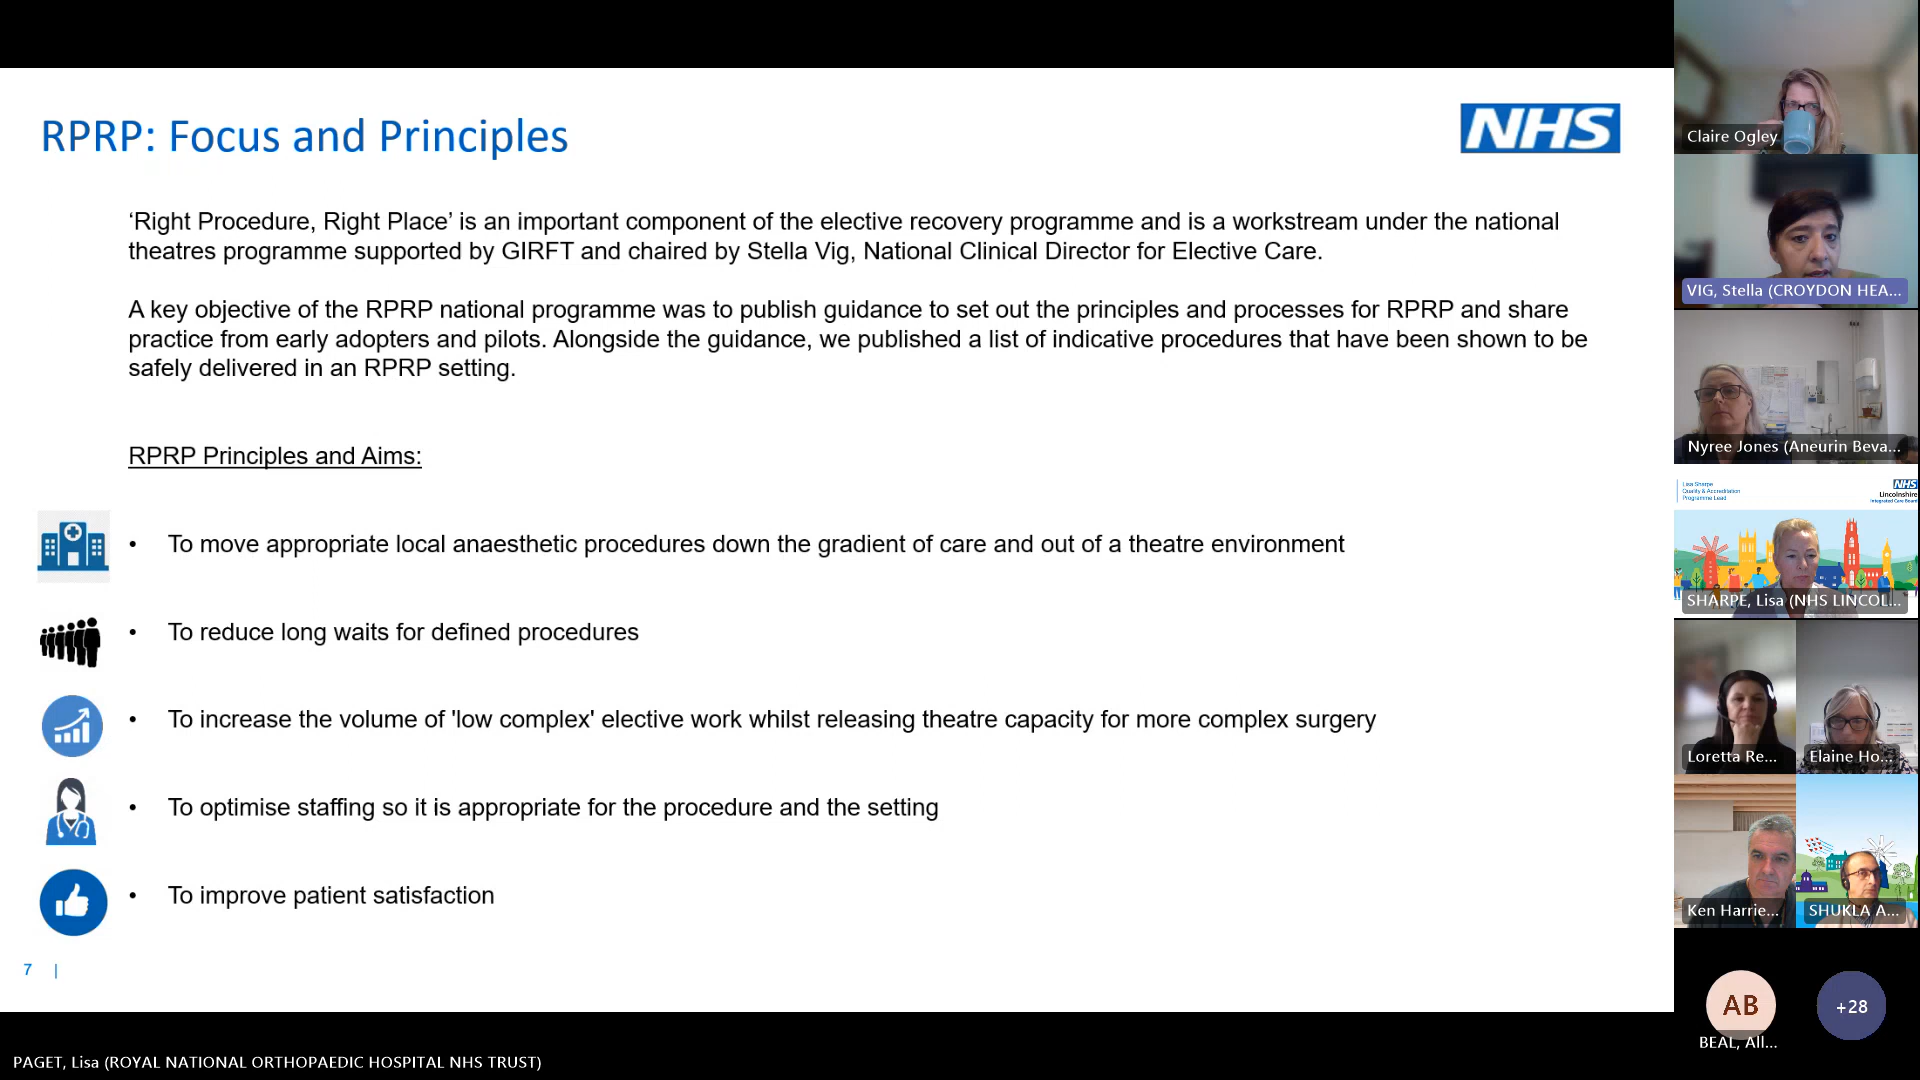 RPRP: Focus and Principles
NHS
‘Right Procedure, Right Place’ is an important component of the elective recovery programme and is a workstream under the national
theatres programme supported by GIRFT and chaired by Stella Vig, National Clinical Director for Elective Care.
A key objective of the RPRP national programme was to publish guidance to set out the principles and processes for RPRP and share
practice from early adopters and pilots. Alongside the guidance, we published a list of indicative procedures that have been shown to be
safely delivered in an RPRP setting.
RPRP Principles and Aims:
• To move appropriate local anaesthetic procedures down the gradient of care and out of a theatre environment
• To reduce long waits for defined procedures
• To increase the volume of 'low complex' elective work whilst releasing theatre capacity for more complex surgery
• To optimise staffing so it is appropriate for the procedure and the setting
• To improve patient satisfaction
7 |
PAGET, Lisa (ROYAL NATIONAL ORTHOPAEDIC HOSPITAL NHS TRUST)
Claire Ogley
VIG, Stella (CROYDON HEA...
Nyree Jones (Aneurin Beva...
Lisa Sharpe
Quality & Accreditation
Programme Lead
NHS
Lincolnshire
Integrated Care Board
SHARPE, Lisa (NHS LINCOL...
Loretta Re...
Elaine Ho...
Ken Harrie...
SHUKLA A...
AB
+28
BEAL, All...